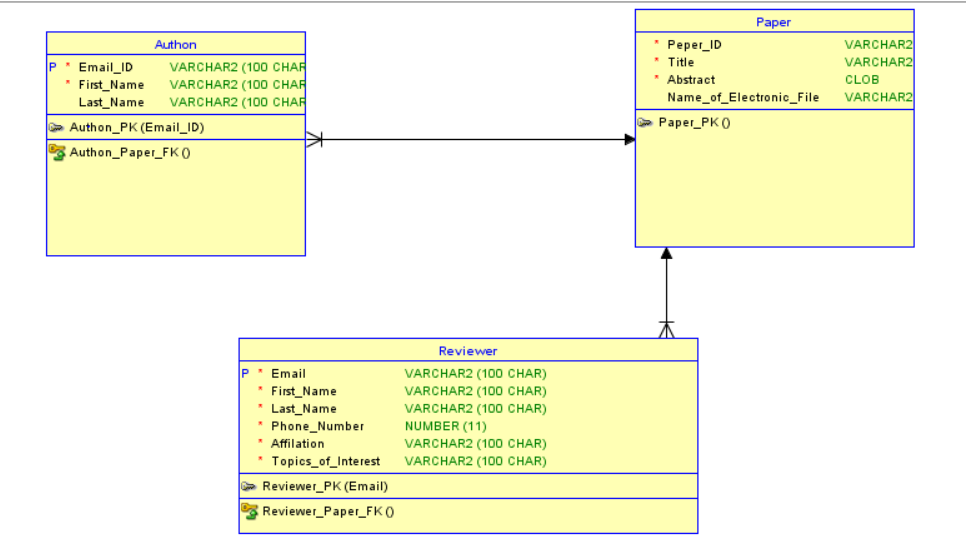 Authon
P * Email_ID VARCHAR2 (100 CHAR
* First_Name VARCHAR2 (100 CHAR
Last_Name VARCHAR2 (100 CHAR
Authon_PK (Email_ID)
Authon_Paper_FK ()
Paper
* Peper_ID VARCHAR2
* Title VARCHAR2
* Abstract CLOB
Name_of_Electronic_File VARCHAR2
Paper_PK ()
Reviewer
P * Email VARCHAR2 (100 CHAR)
* First_Name VARCHAR2 (100 CHAR)
* Last_Name VARCHAR2 (100 CHAR)
* Phone_Number NUMBER (11)
* Affilation VARCHAR2 (100 CHAR)
* Topics_of_Interest VARCHAR2 (100 CHAR)
Reviewer_PK (Email)
Reviewer_Paper_FK ()